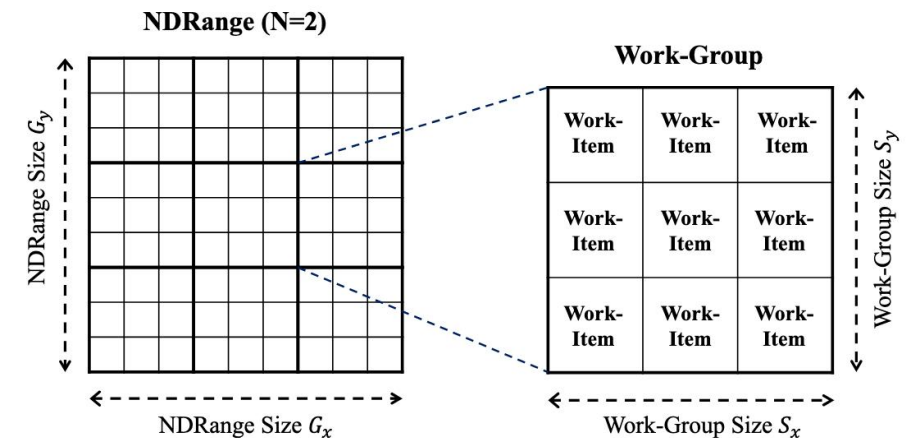 NDRange (N=2)
Work-Group
NDRange Size G_y
Work-
Item
Work-
Item
Work-
Item
Work-
Item
Work-
Item
Work-
Item
Work-
Item
Work-
Item
Work-
Item
Work-Group Size S_y
NDRange Size G_x
Work-Group Size S_x